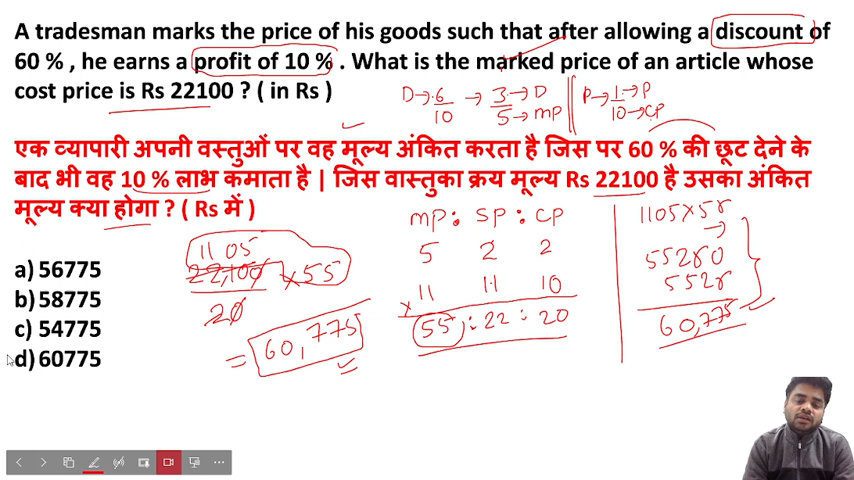 A tradesman marks the price of his goods such that after allowing a discount of
60 % , he earns a profit of 10 % . What is the marked price of an article whose
cost price is Rs 22100 ? ( in Rs )
D→ 6/10 → 3→D / 5→MP
P→ 1→P / 10→CP
एक व्यापारी अपनी वस्तुओं पर वह मूल्य अंकित करता है जिस पर 60 % की छूट देने के
बाद भी वह 10 % लाभ कमाता है | जिस वास्तुका क्रय मूल्य Rs 22100 है उसका अंकित
मूल्य क्या होगा ? ( Rs में )
a) 56775
b) 58775
c) 54775
d) 60775
1105
22,100 × 55
20
= 60,775
MP : SP : CP
5 2 2
× 11 11 10
55 : 22 : 20
1105×55
55250
5525
60,775